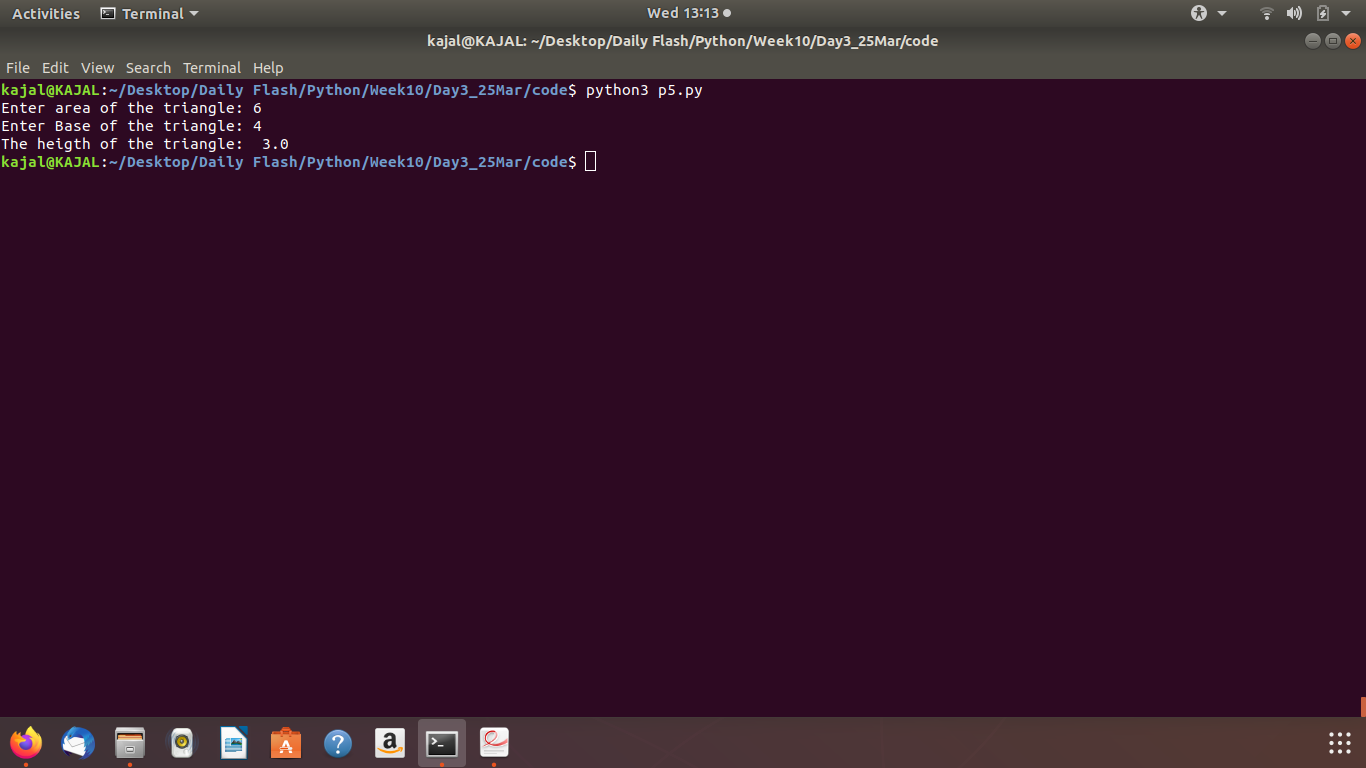 Activities Terminal Wed 13:13
kajal@KAJAL: ~/Desktop/Daily Flash/Python/Week10/Day3_25Mar/code
File Edit View Search Terminal Help
kajal@KAJAL:~/Desktop/Daily Flash/Python/Week10/Day3_25Mar/code$ python3 p5.py
Enter area of the triangle: 6
Enter Base of the triangle: 4
The heigth of the triangle:  3.0
kajal@KAJAL:~/Desktop/Daily Flash/Python/Week10/Day3_25Mar/code$